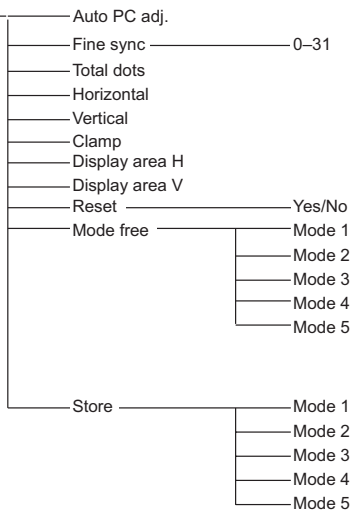 Auto PC adj.
Fine sync 0–31
Total dots
Horizontal
Vertical
Clamp
Display area H
Display area V
Reset Yes/No
Mode free Mode 1
Mode 2
Mode 3
Mode 4
Mode 5
Store Mode 1
Mode 2
Mode 3
Mode 4
Mode 5